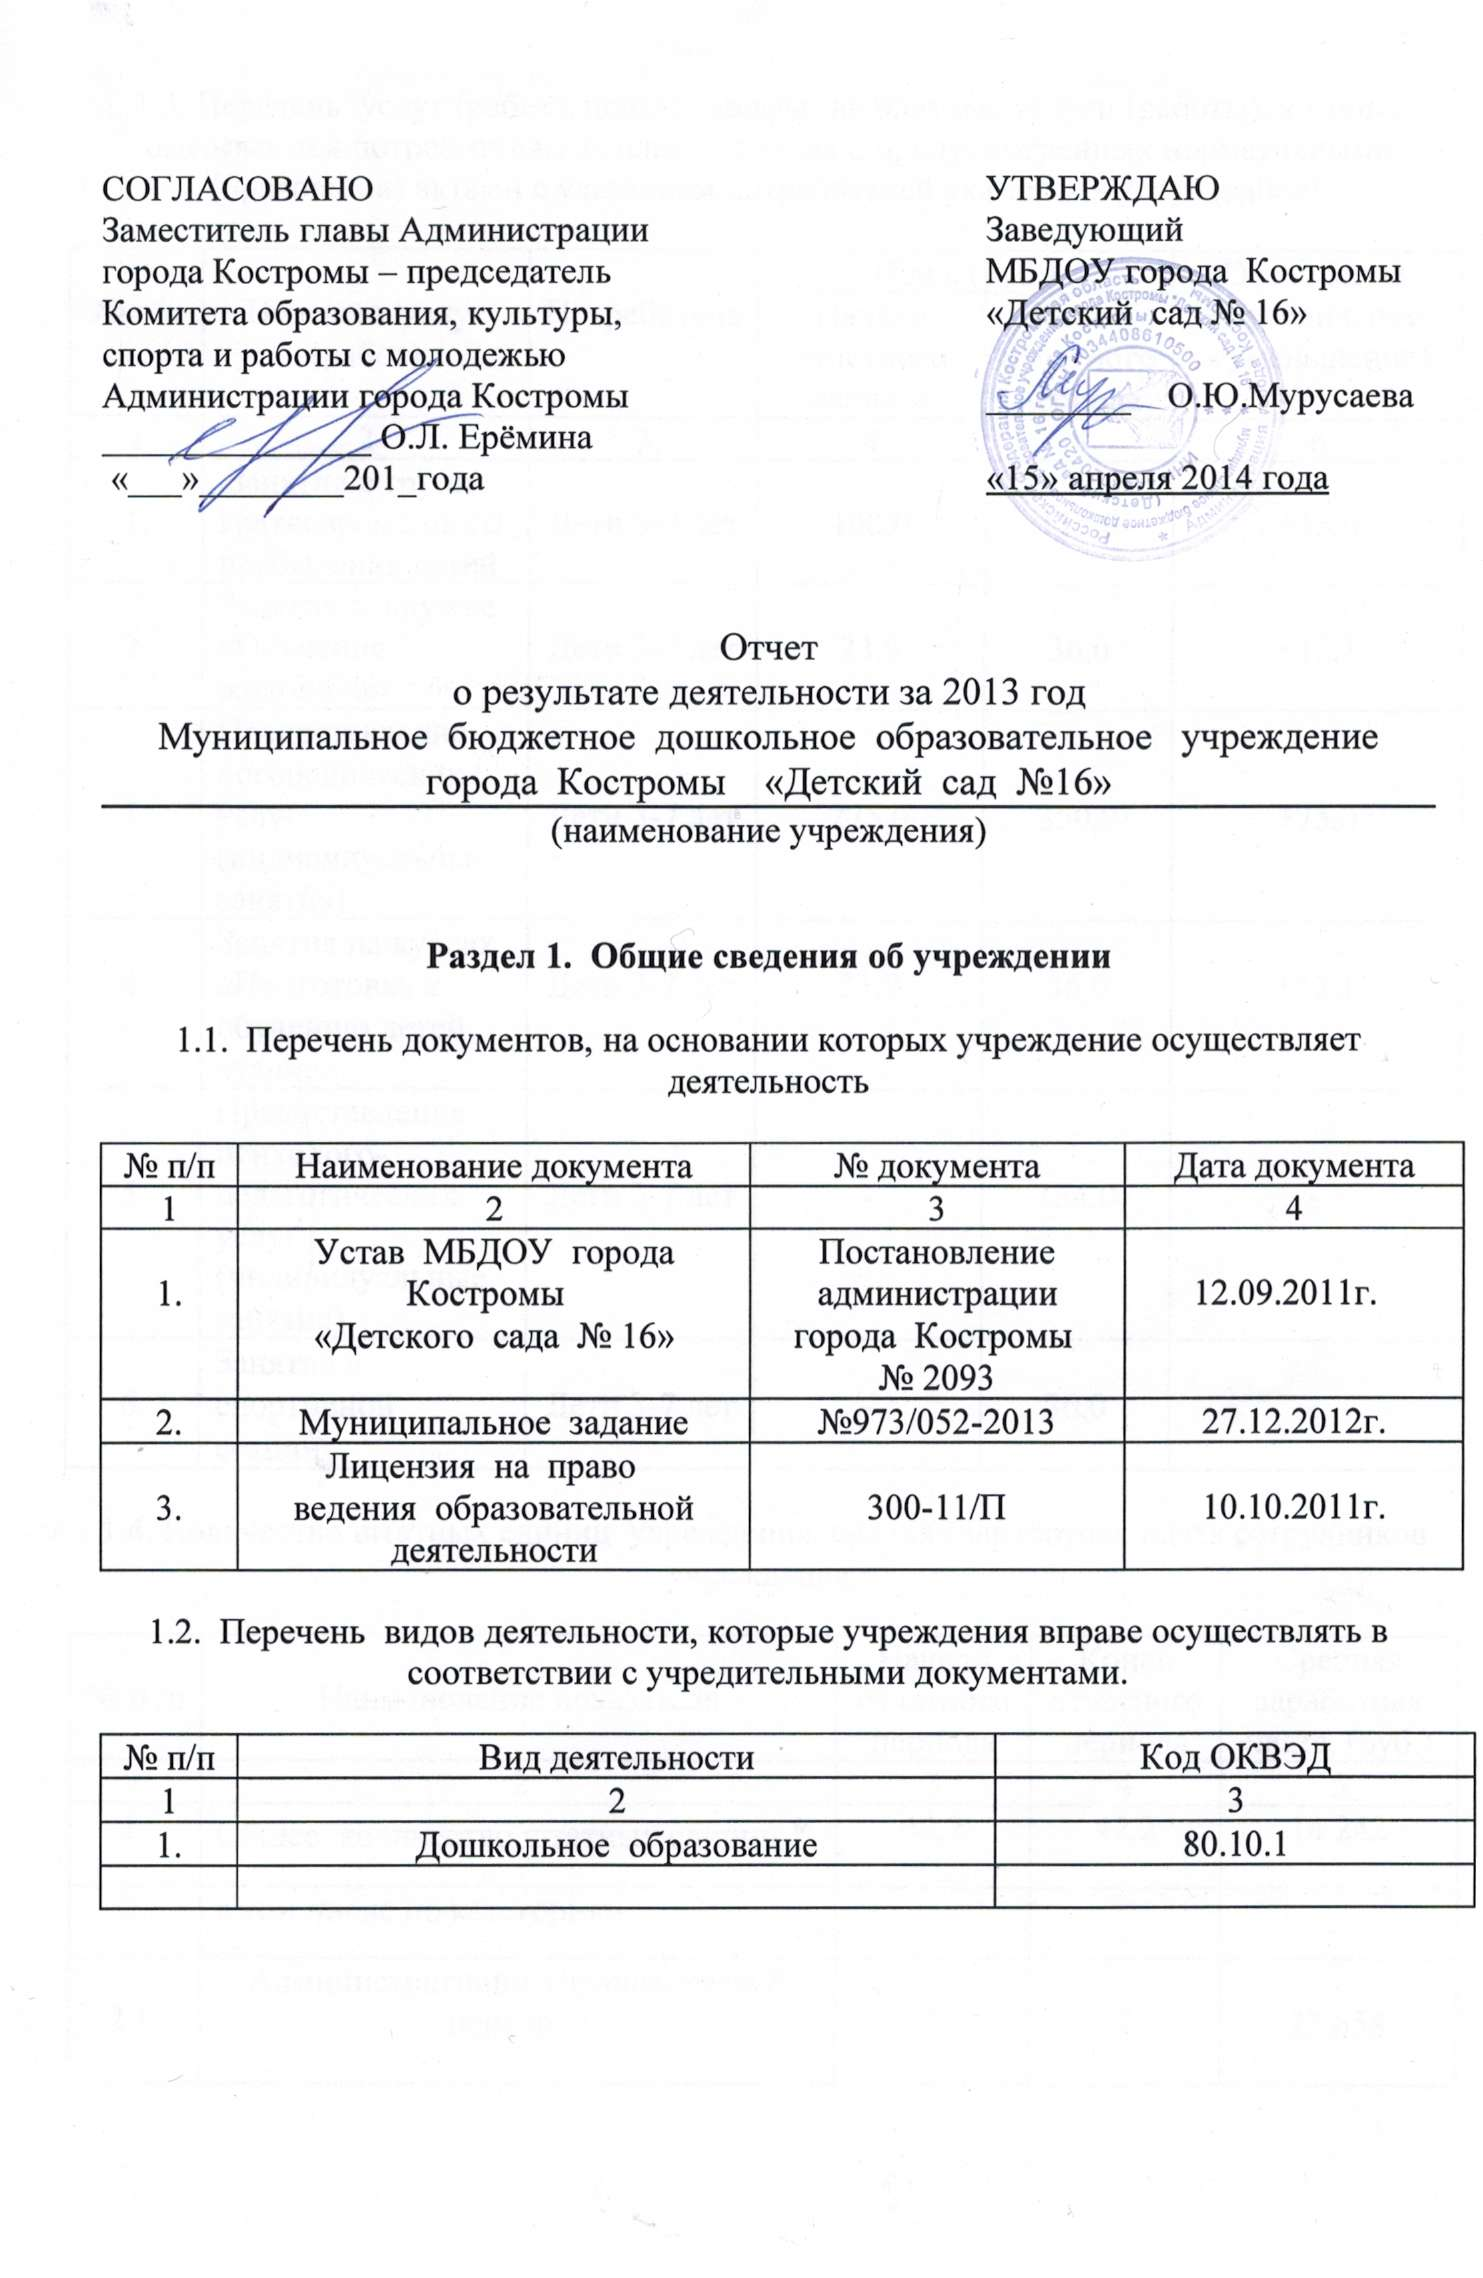 СОГЛАСОВАНО
Заместитель главы Администрации
города Костромы – председатель
Комитета образования, культуры,
спорта и работы с молодежью
Администрации города Костромы
_______________ О.Л. Ерёмина
«___»________201_года
УТВЕРЖДАЮ
Заведующий
МБДОУ города Костромы
«Детский сад № 16»
________ О.Ю.Мурусаева
«15» апреля 2014 года
Отчет
о результате деятельности за 2013 год
Муниципальное бюджетное дошкольное образовательное учреждение
города Костромы «Детский сад №16»
(наименование учреждения)
Раздел 1. Общие сведения об учреждении
1.1. Перечень документов, на основании которых учреждение осуществляет
деятельность
№ п/п Наименование документа № документа Дата документа
1 2 3 4
1. Устав МБДОУ города
Костромы
«Детского сада № 16»
Постановление
администрации
города Костромы
№ 2093
12.09.2011г.
2. Муниципальное задание №973/052-2013 27.12.2012г.
3. Лицензия на право
ведения образовательной
деятельности
300-11/П 10.10.2011г.
1.2. Перечень видов деятельности, которые учреждения вправе осуществлять в
соответствии с учредительными документами.
№ п/п Вид деятельности Код ОКВЭД
1 2 3
1. Дошкольное образование 80.10.1